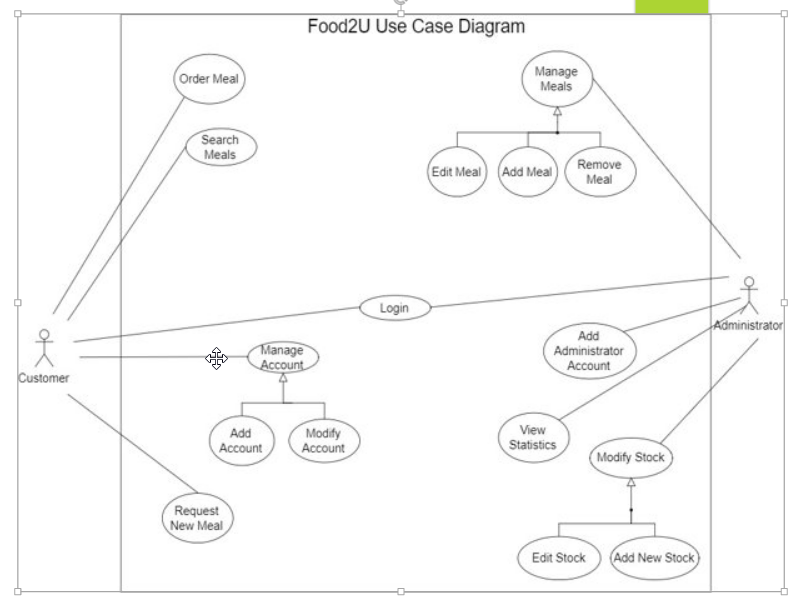 Food2U Use Case Diagram
Order Meal
Manage
Meals
Search
Meals
Edit Meal
Add Meal
Remove
Meal
Login
Administrator
Add
Administrator
Account
Manage
Account
Customer
Add
Account
Modify
Account
View
Statistics
Modify Stock
Request
New Meal
Edit Stock
Add New Stock